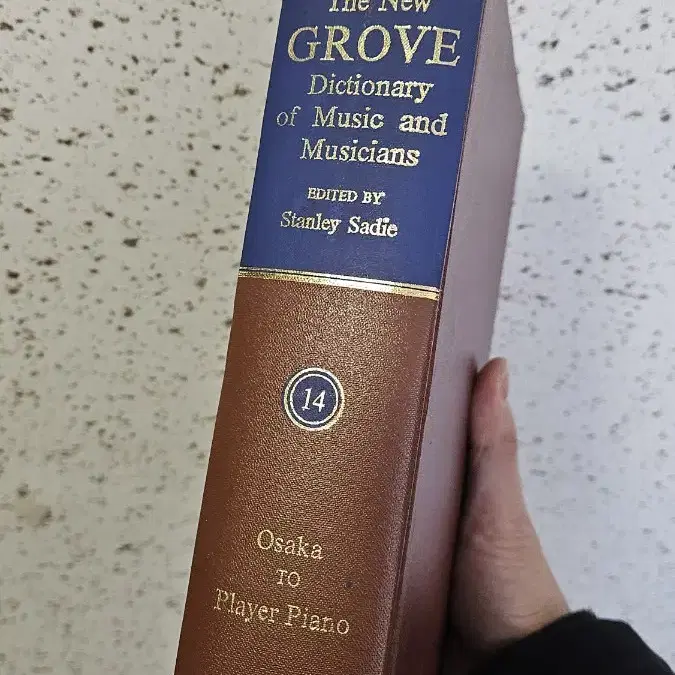 The New
GROVE
Dictionary
of Music and
Musicians
EDITED BY
Stanley Sadie
14
Osaka
TO
Player Piano